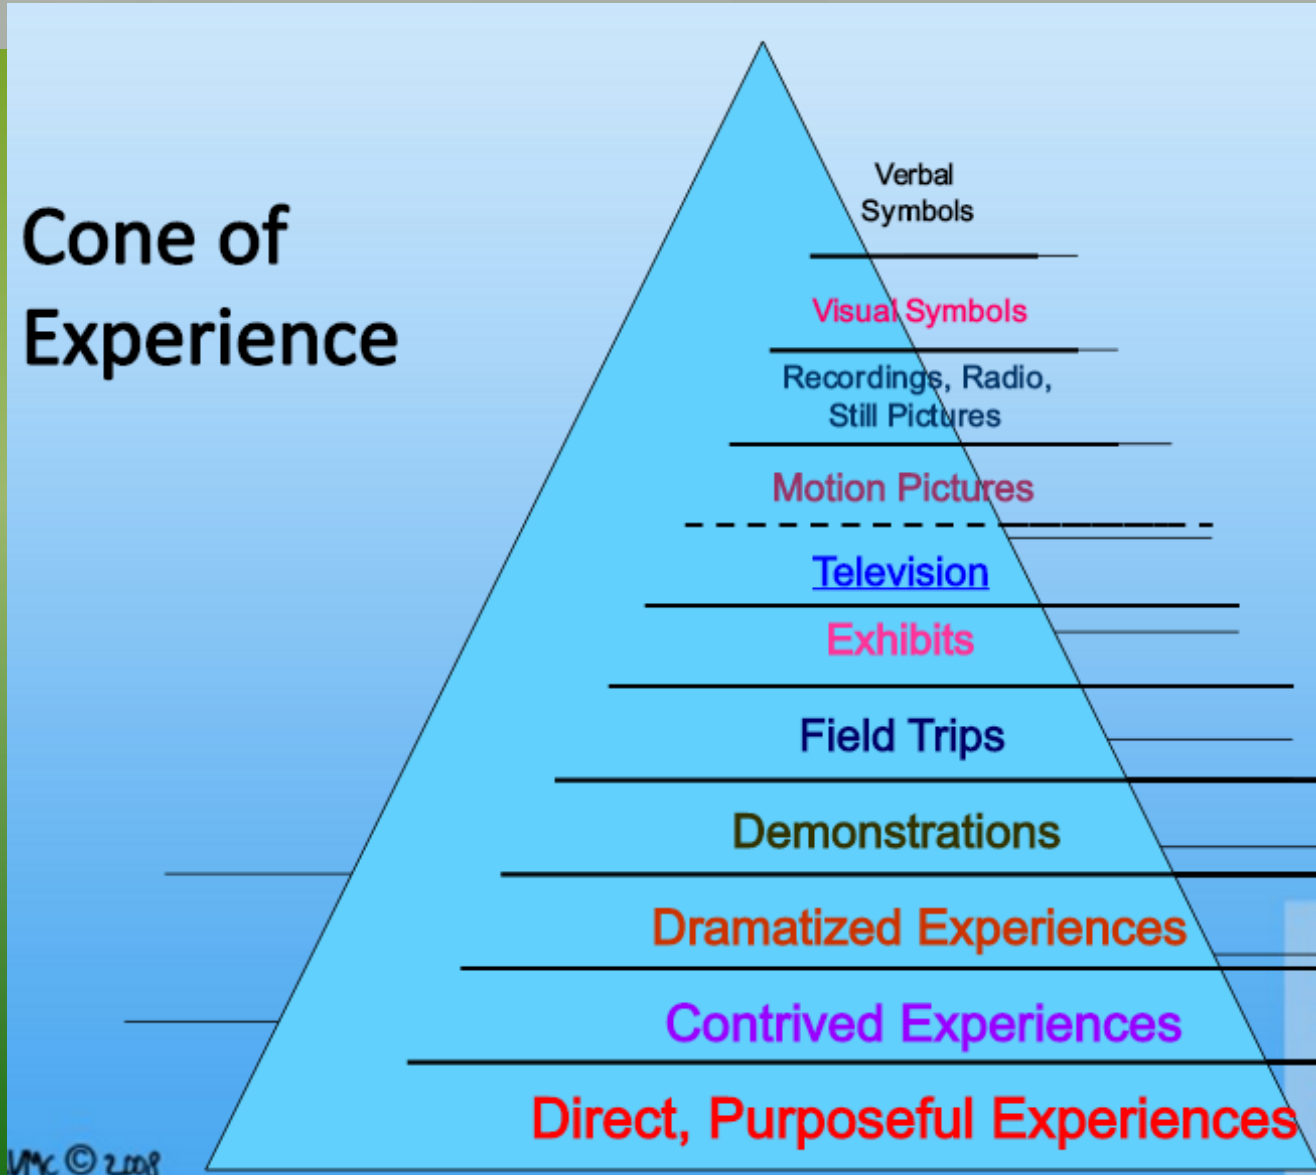 Cone of
Experience
Verbal
Symbols
Visual Symbols
Recordings, Radio,
Still Pictures
Motion Pictures
Television
Exhibits
Field Trips
Demonstrations
Dramatized Experiences
Contrived Experiences
Direct, Purposeful Experiences
© 2008